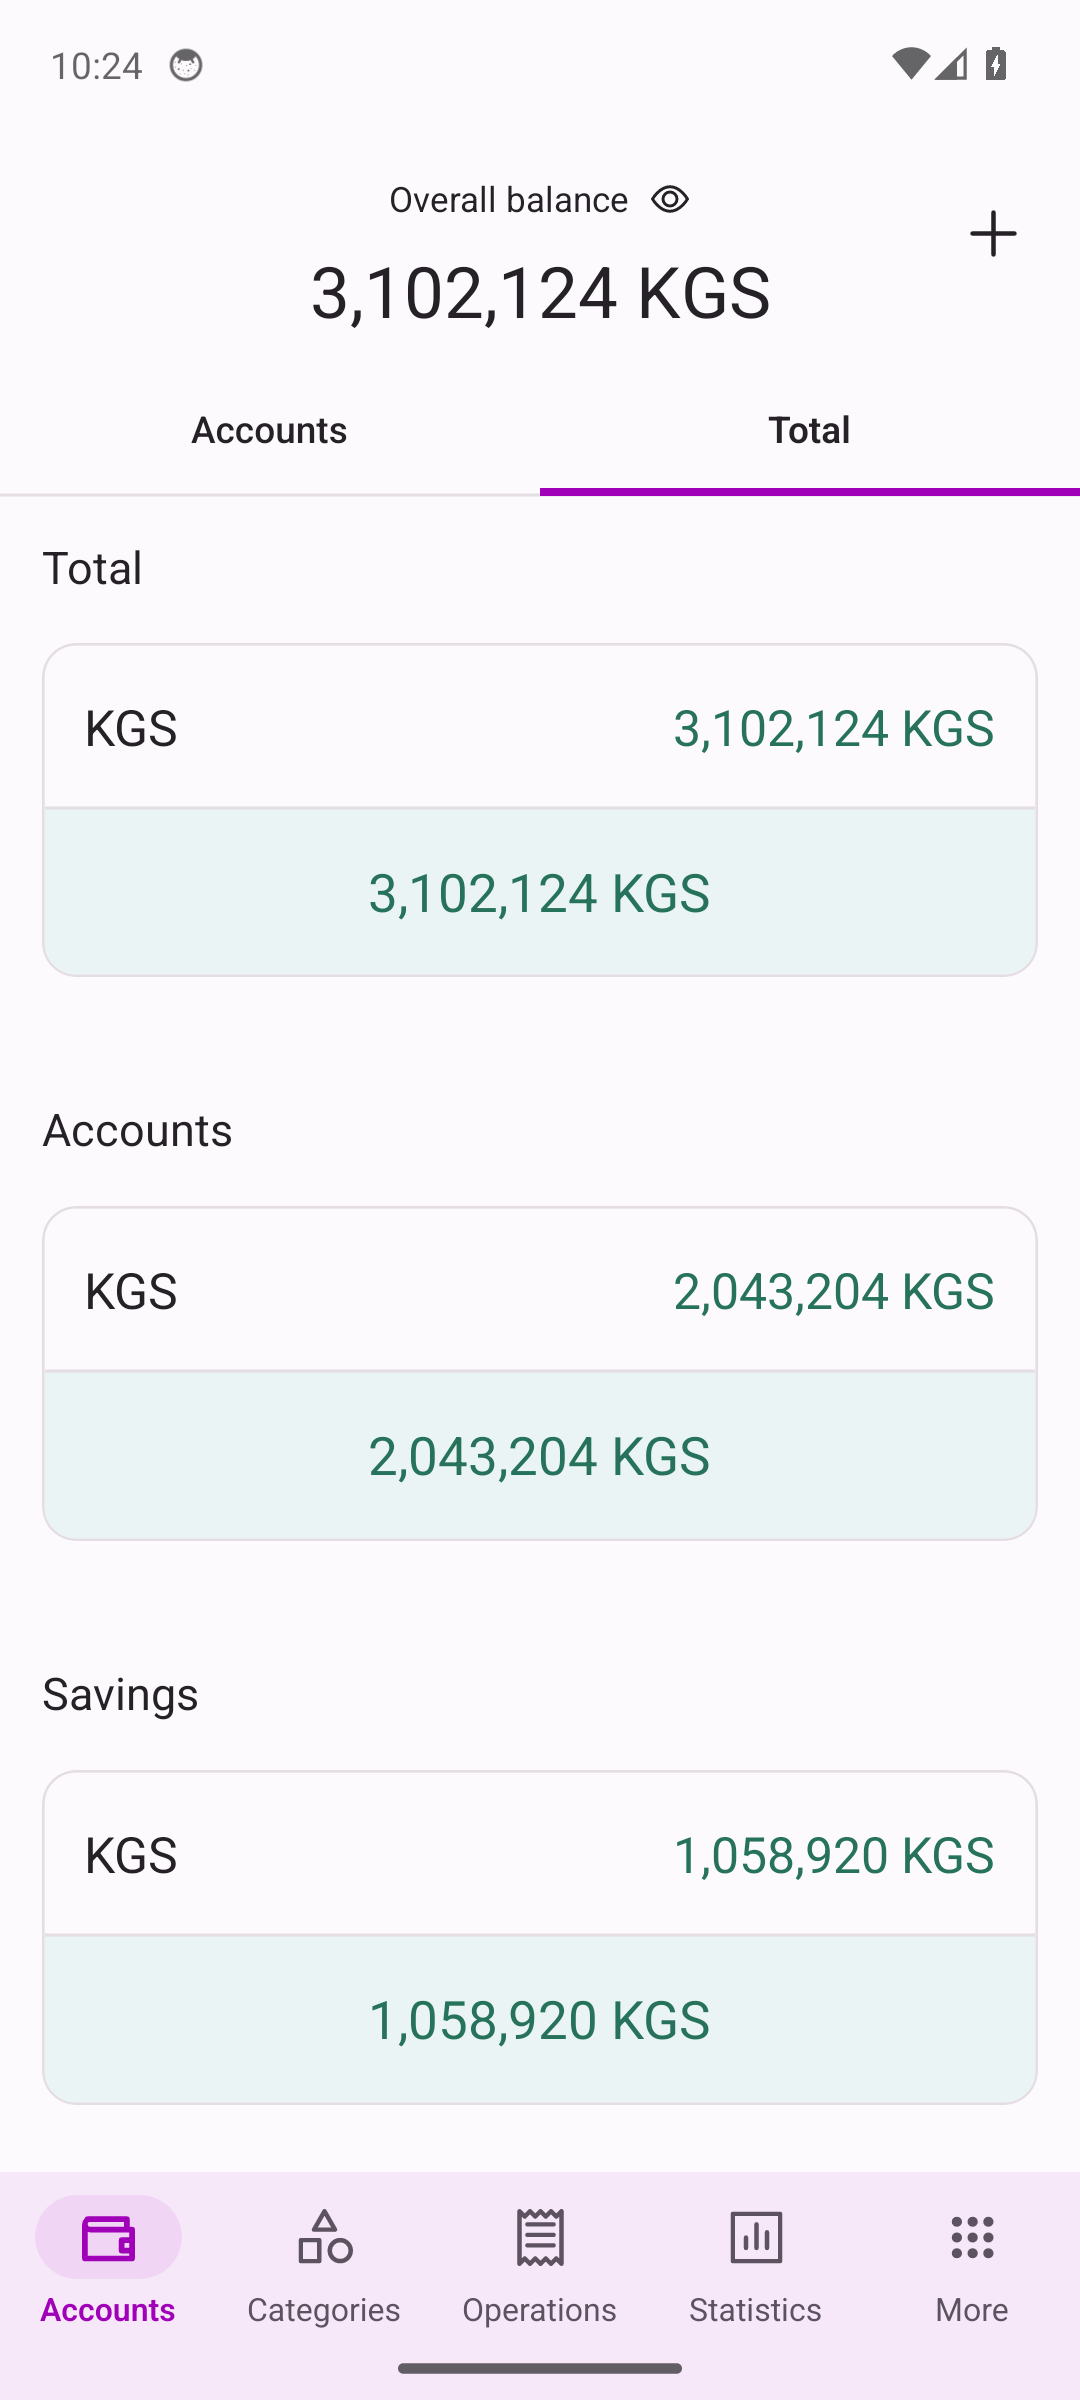 10:24
Overall balance
3,102,124 KGS
Accounts Total
Total
KGS 3,102,124 KGS
3,102,124 KGS
Accounts
KGS 2,043,204 KGS
2,043,204 KGS
Savings
KGS 1,058,920 KGS
1,058,920 KGS
Accounts Categories Operations Statistics More